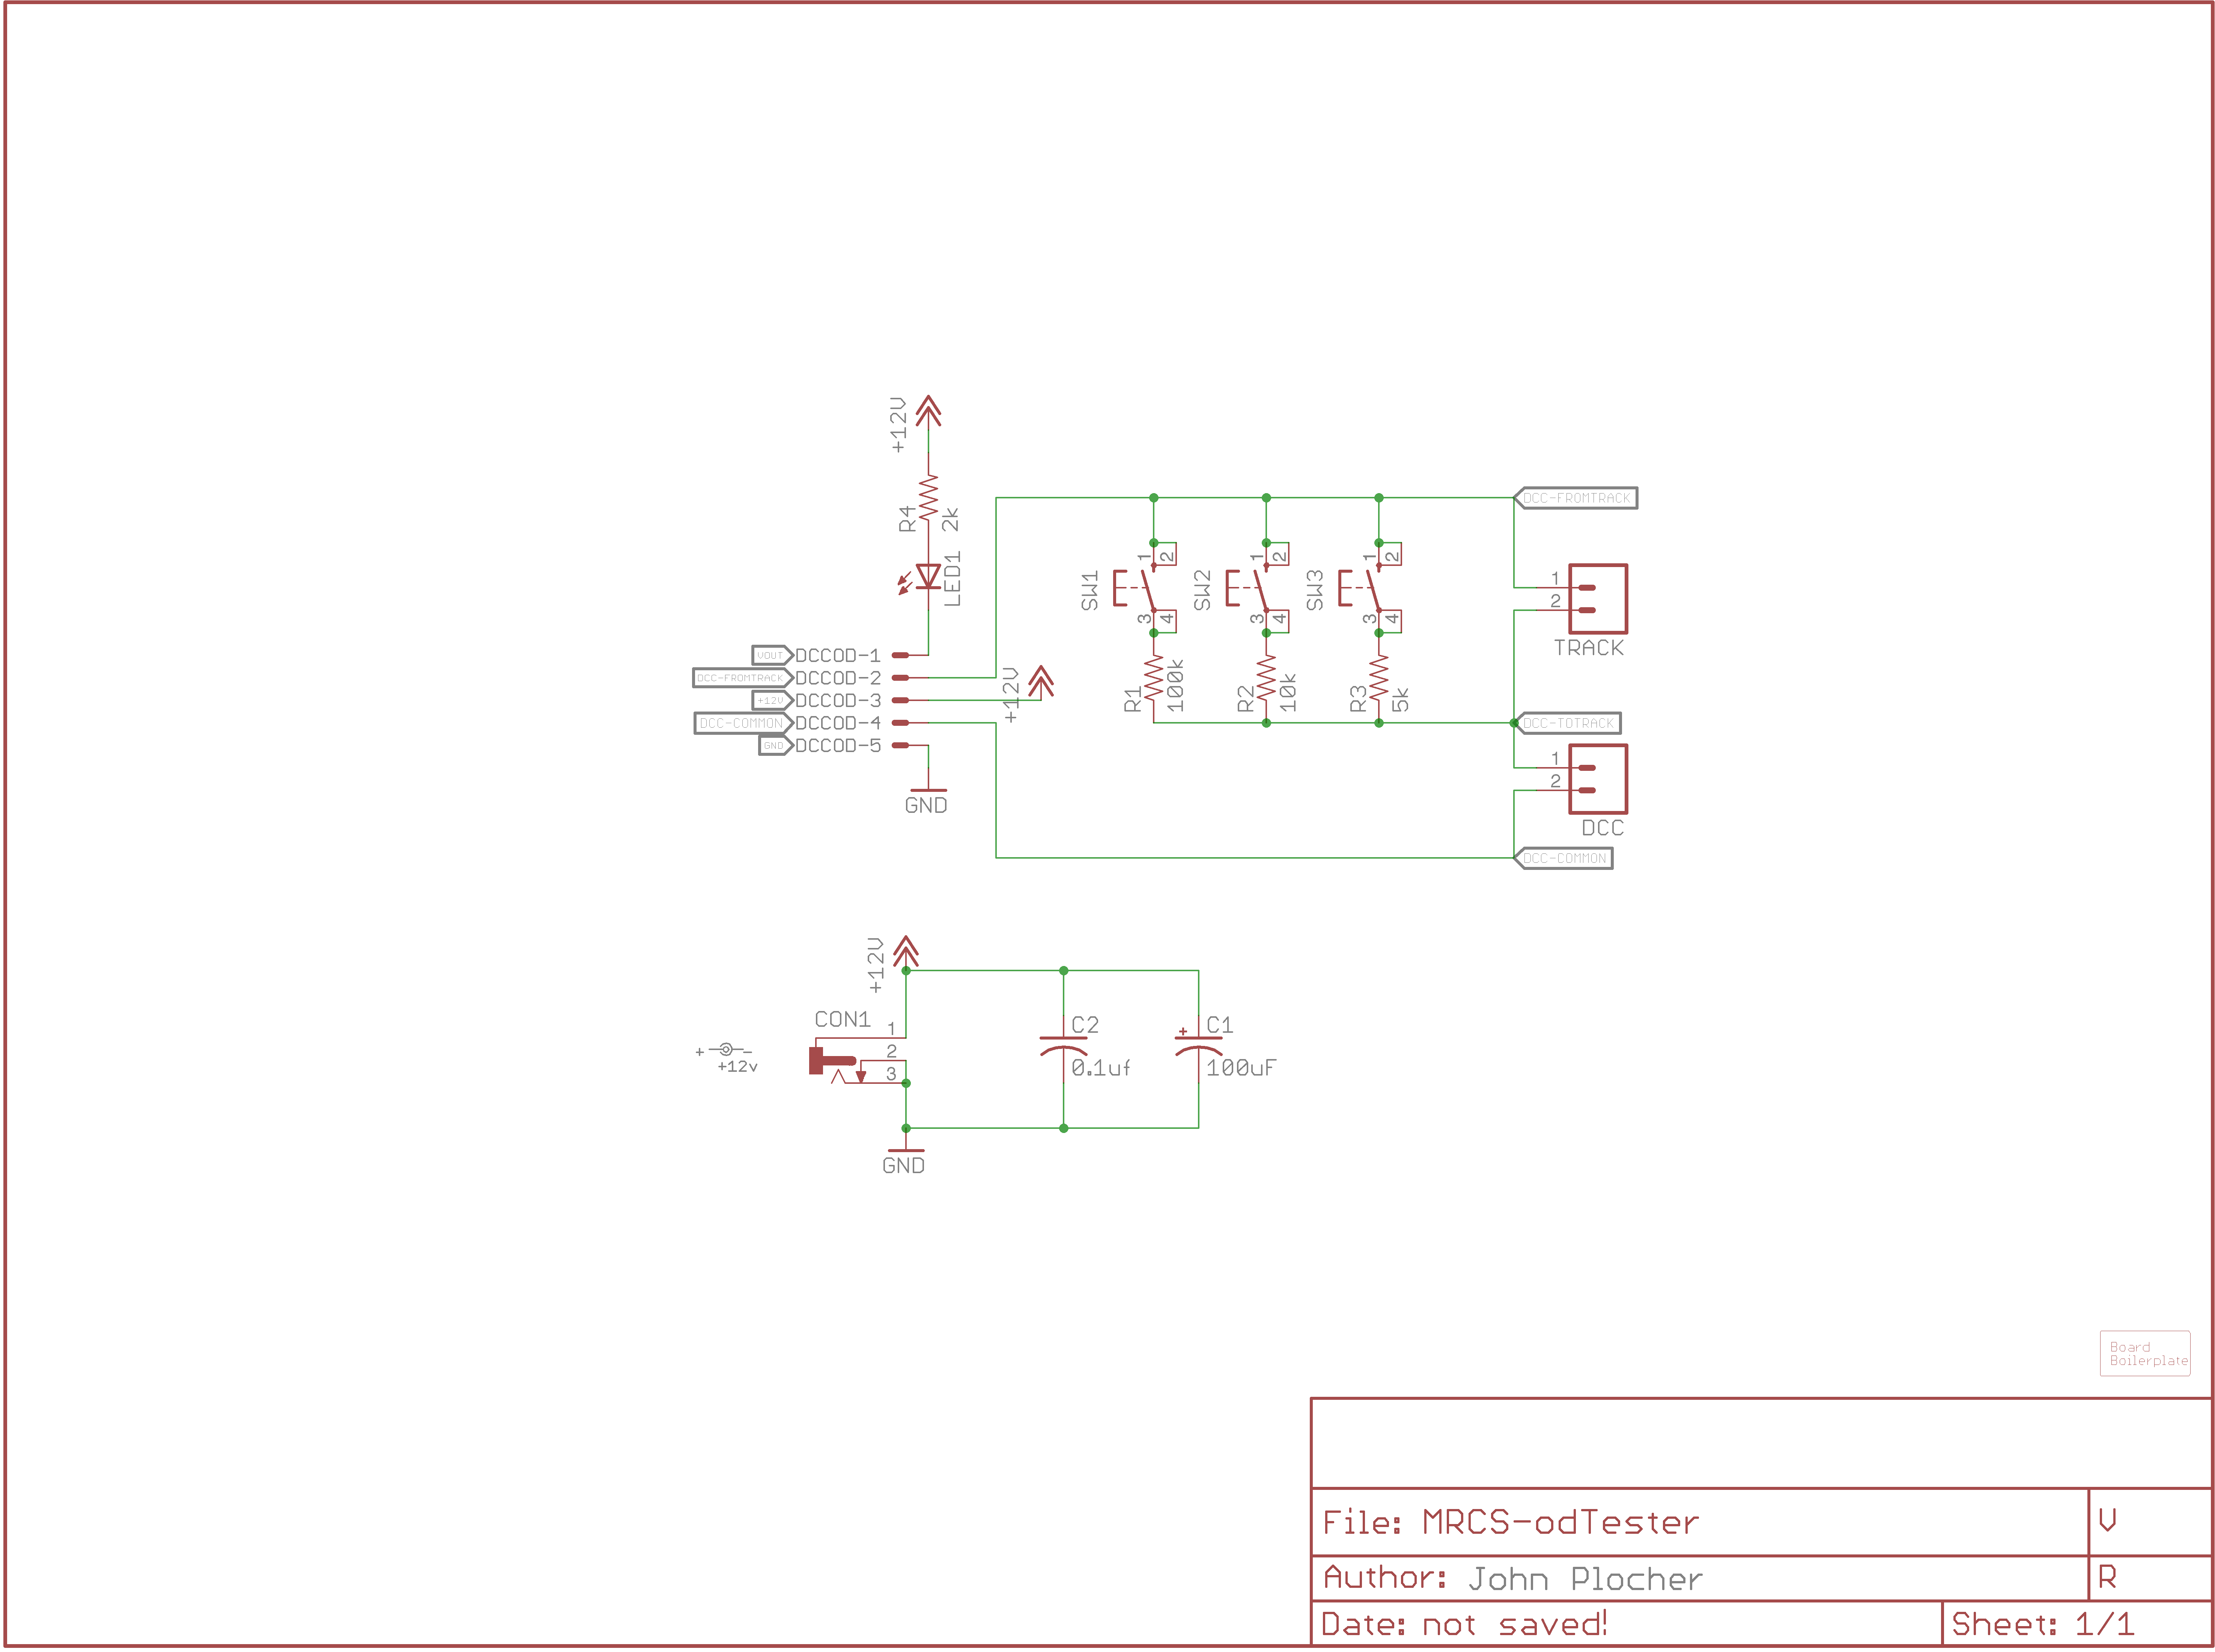 +12V
R4
2k
LED1
VOUT
DCCOD-1
DCC-FROMTRACK
DCCOD-2
+12V
DCCOD-3
DCC-COMMON
DCCOD-4
GND
DCCOD-5
GND
+12V
SW1
1
2
3
4
R1
100k
SW2
1
2
3
4
R2
10k
SW3
1
2
3
4
R3
5k
DCC-FROMTRACK
1
2
TRACK
DCC-TOTRACK
1
2
DCC
DCC-COMMON
+12V
CON1
1
2
3
+ -
+12v
C2
0.1uf
+
C1
100uF
GND
Board
Boilerplate
File: MRCS-odTester
V
Author: John Plocher
R
Date: not saved!
Sheet: 1/1